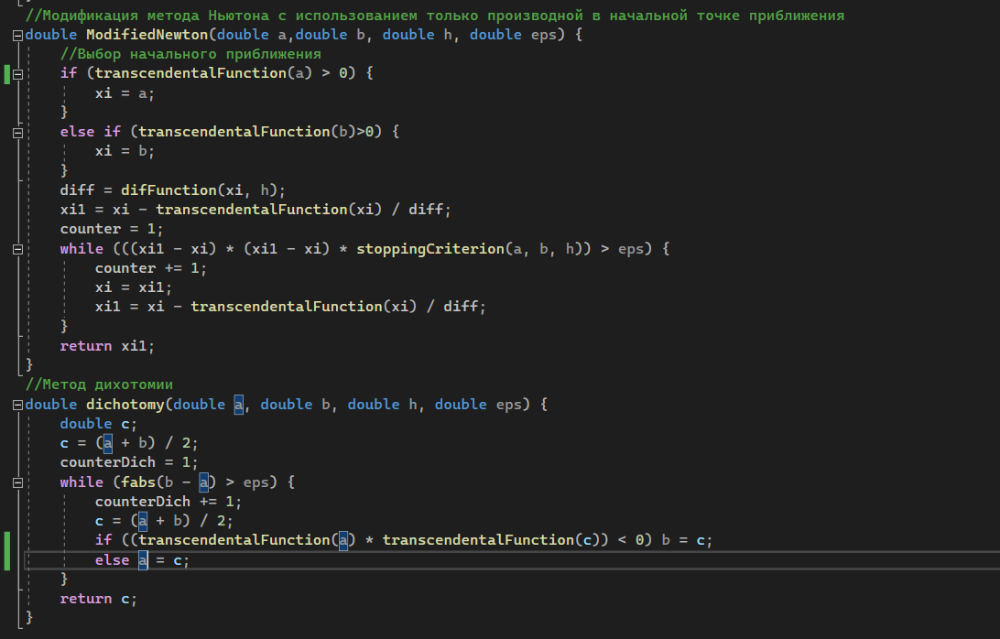 //Модификация метода Ньютона с использованием только производной в начальной точке приближения
double ModifiedNewton(double a,double b, double h, double eps) {
    //Выбор начального приближения
    if (transcendentalFunction(a) > 0) {
        xi = a;
    }
    else if (transcendentalFunction(b)>0) {
        xi = b;
    }
    diff = difFunction(xi, h);
    xi1 = xi - transcendentalFunction(xi) / diff;
    counter = 1;
    while (((xi1 - xi) * (xi1 - xi) * stoppingCriterion(a, b, h)) > eps) {
        counter += 1;
        xi = xi1;
        xi1 = xi - transcendentalFunction(xi) / diff;
    }
    return xi1;
}
//Метод дихотомии
double dichotomy(double a, double b, double h, double eps) {
    double c;
    c = (a + b) / 2;
    counterDich = 1;
    while (fabs(b - a) > eps) {
        counterDich += 1;
        c = (a + b) / 2;
        if ((transcendentalFunction(a) * transcendentalFunction(c)) < 0) b = c;
        else a = c;
    }
    return c;
}